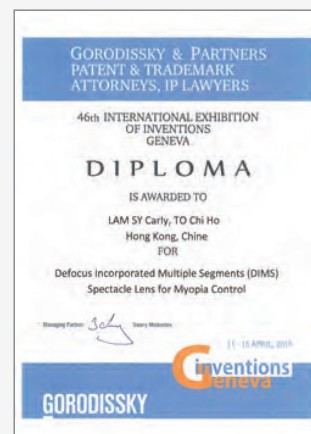 GORODISSKY & PARTNERS
PATENT & TRADEMARK
ATTORNEYS, IP LAWYERS
46th INTERNATIONAL EXHIBITION
OF INVENTIONS
GENEVA
DIPLOMA
IS AWARDED TO
LAM SY Carly, TO Chi Ho
Hong Kong, Chine
FOR
Defocus Incorporated Multiple Segments (DIMS)
Spectacle Lens for Myopia Control
Managing Partner
- 15 APRIL,
inventions
Geneva
GORODISSKY